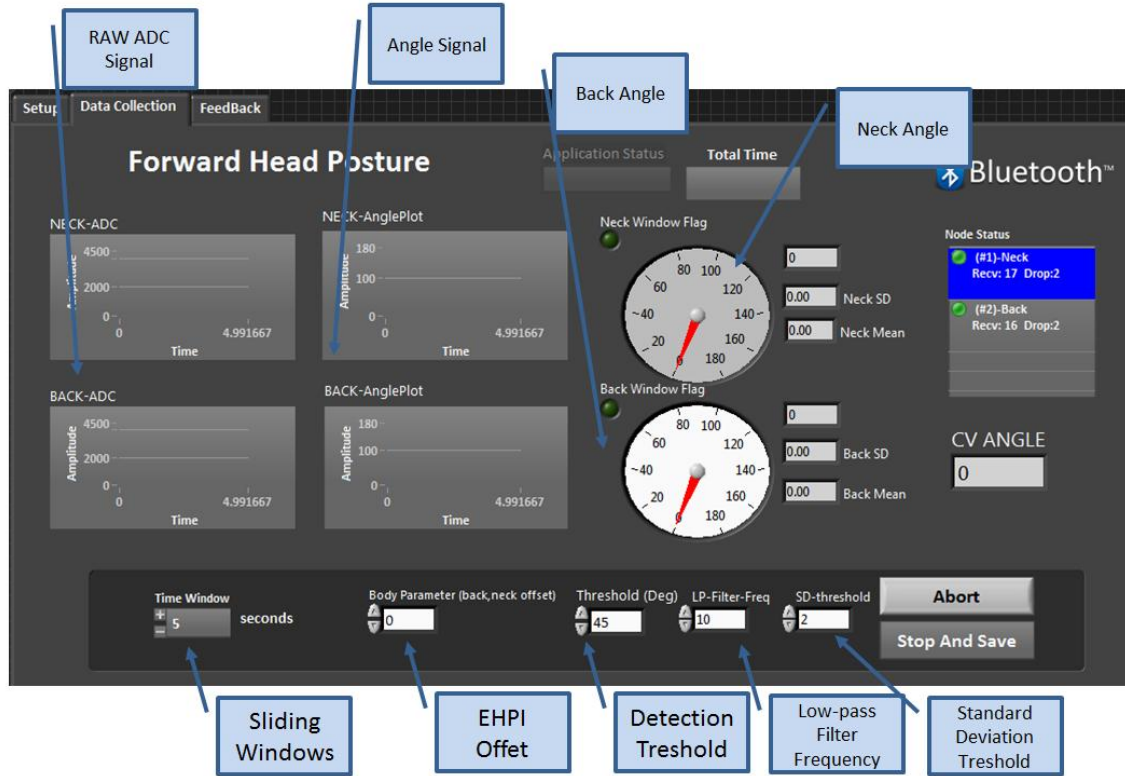 RAW ADC
Signal
Angle Signal
Back Angle
Neck Angle
Setup
Data Collection
FeedBack
Forward Head Posture
Application Status
Total Time
Bluetooth™
NECK-ADC
4500
2000
0
Amplitude
0
4.991667
Time
NECK-AnglePlot
180
100
0
Amplitude
0
4.991667
Time
Neck Window Flag
0
20
40
60
80
100
120
140
160
180
0
0.00 Neck SD
0.00 Neck Mean
Node Status
(#1)-Neck
Recv: 17 Drop:2
(#2)-Back
Recv: 16 Drop:2
BACK-ADC
4500
2000
0
Amplitude
0
4.991667
Time
BACK-AnglePlot
180
100
0
Amplitude
0
4.991667
Time
Back Window Flag
0
20
40
60
80
100
120
140
160
180
0
0.00 Back SD
0.00 Back Mean
CV ANGLE
0
Time Window
5 seconds
Body Parameter (back,neck offset)
0
Threshold (Deg)
45
LP-Filter-Freq
10
SD-threshold
2
Abort
Stop And Save
Sliding
Windows
EHPI
Offet
Detection
Treshold
Low-pass
Filter
Frequency
Standard
Deviation
Treshold